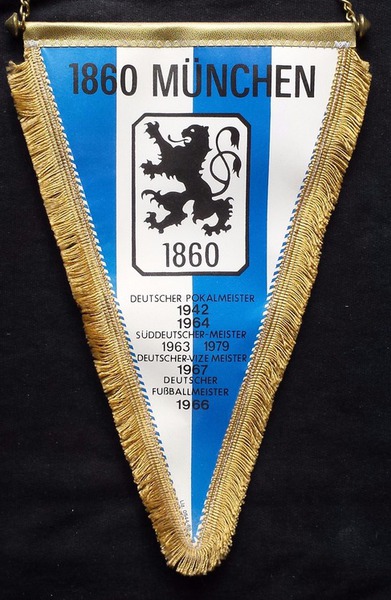 1860 MÜNCHEN
1860
DEUTSCHER POKALMEISTER
1942
1964
SÜDDEUTSCHER-MEISTER
1963 1979
DEUTSCHER-VIZE MEISTER
1967
DEUTSCHER
FUßBALLMEISTER
1966